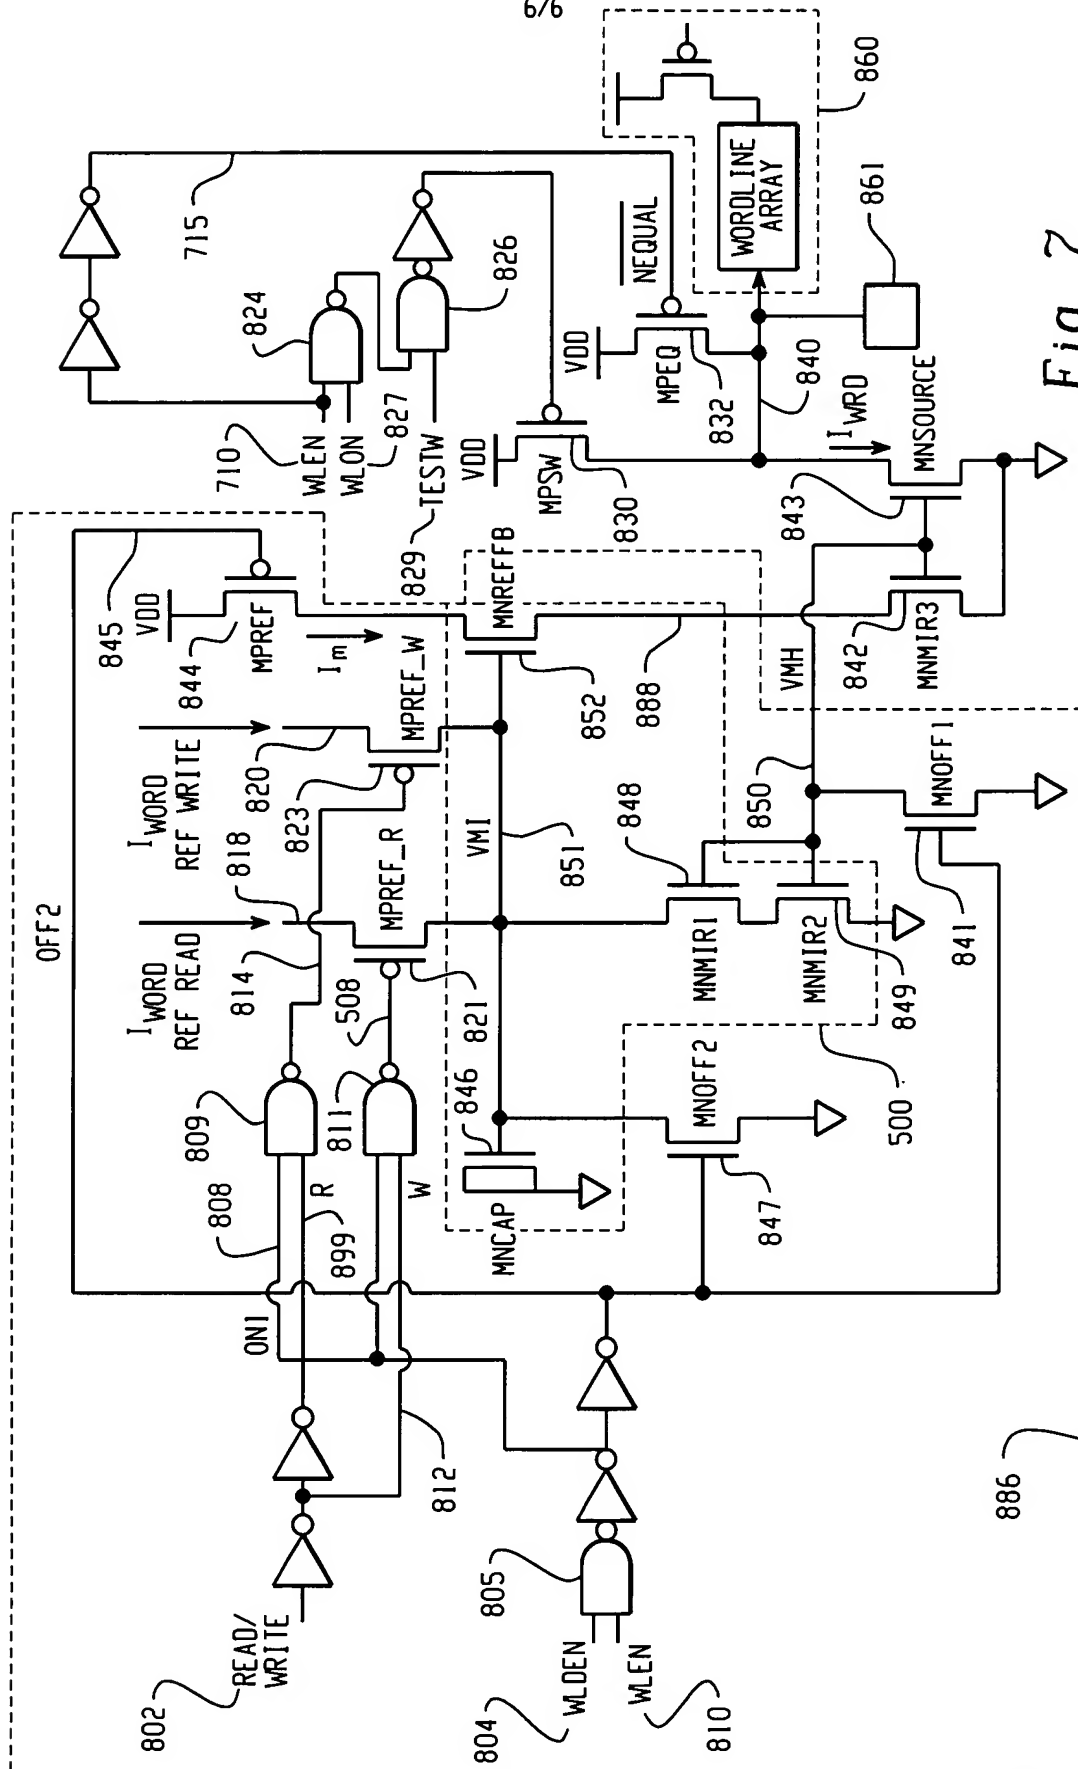 6/6
OFF2
845
VDD
844
MPREF
Im
IWORD
REF WRITE
820
823
MPREF_W
IWORD
REF READ
818
814
MPREF_R
508
821
809
811
808
R
899
W
ON1
812
802
READ/
WRITE
804
WLDEN
WLEN
810
805
VMI
851
846
MNCAP
MNREFFB
852
888
848
MNMIR1
MNMIR2
849
MNOFF2
847
500
850
VMH
MNOFF1
841
842
MNMIR3
843
MNSOURCE
IWRD
840
710
WLEN
WLON
827
824
826
829
TESTW
715
VDD
MPSW
830
VDD
NEQUAL
MPEQ
832
WORDLINE
ARRAY
860
861
886
Fig. 7